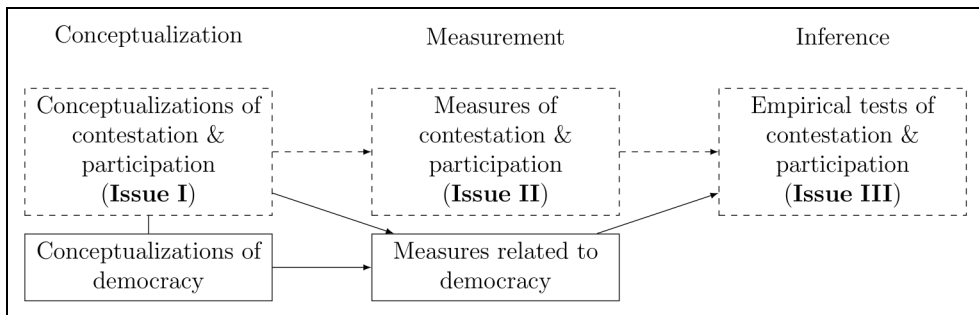 Conceptualization
Measurement
Inference
Conceptualizations of
contestation &
participation
(Issue I)
Measures of
contestation &
participation
(Issue II)
Empirical tests of
contestation &
participation
(Issue III)
Conceptualizations of
democracy
Measures related to
democracy